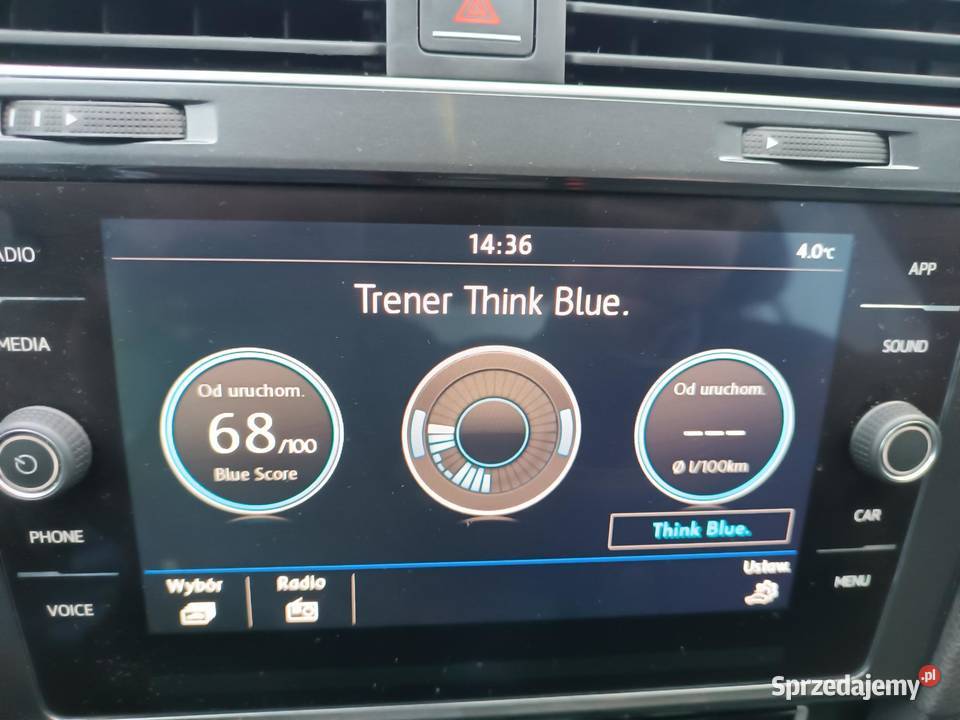 14:36
4.0°C
Trener Think Blue.
Od uruchom.
68/100
Blue Score
Od uruchom.
---
Ø l/100km
Think Blue.
Wybór
Radio
Ustaw.
MEDIA
PHONE
VOICE
APP
SOUND
CAR
MENU
Sprzedajemy.pl